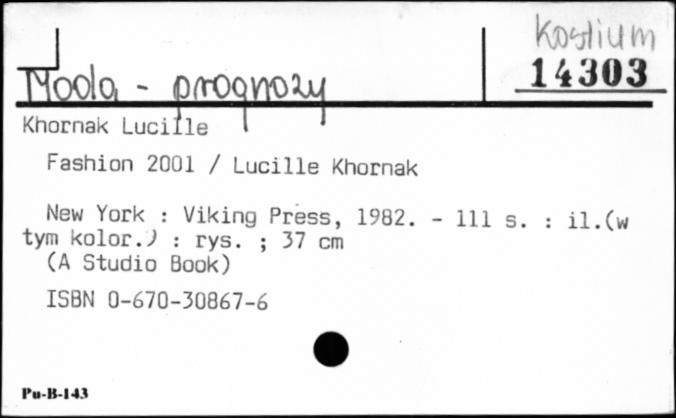 Kostium
14303
Moda - prognozy
Khornak Lucille
Fashion 2001 / Lucille Khornak
New York : Viking Press, 1982. - 111 s. : il.(w
tym kolor.) : rys. ; 37 cm
(A Studio Book)
ISBN 0-670-30867-6
Pu-B-143